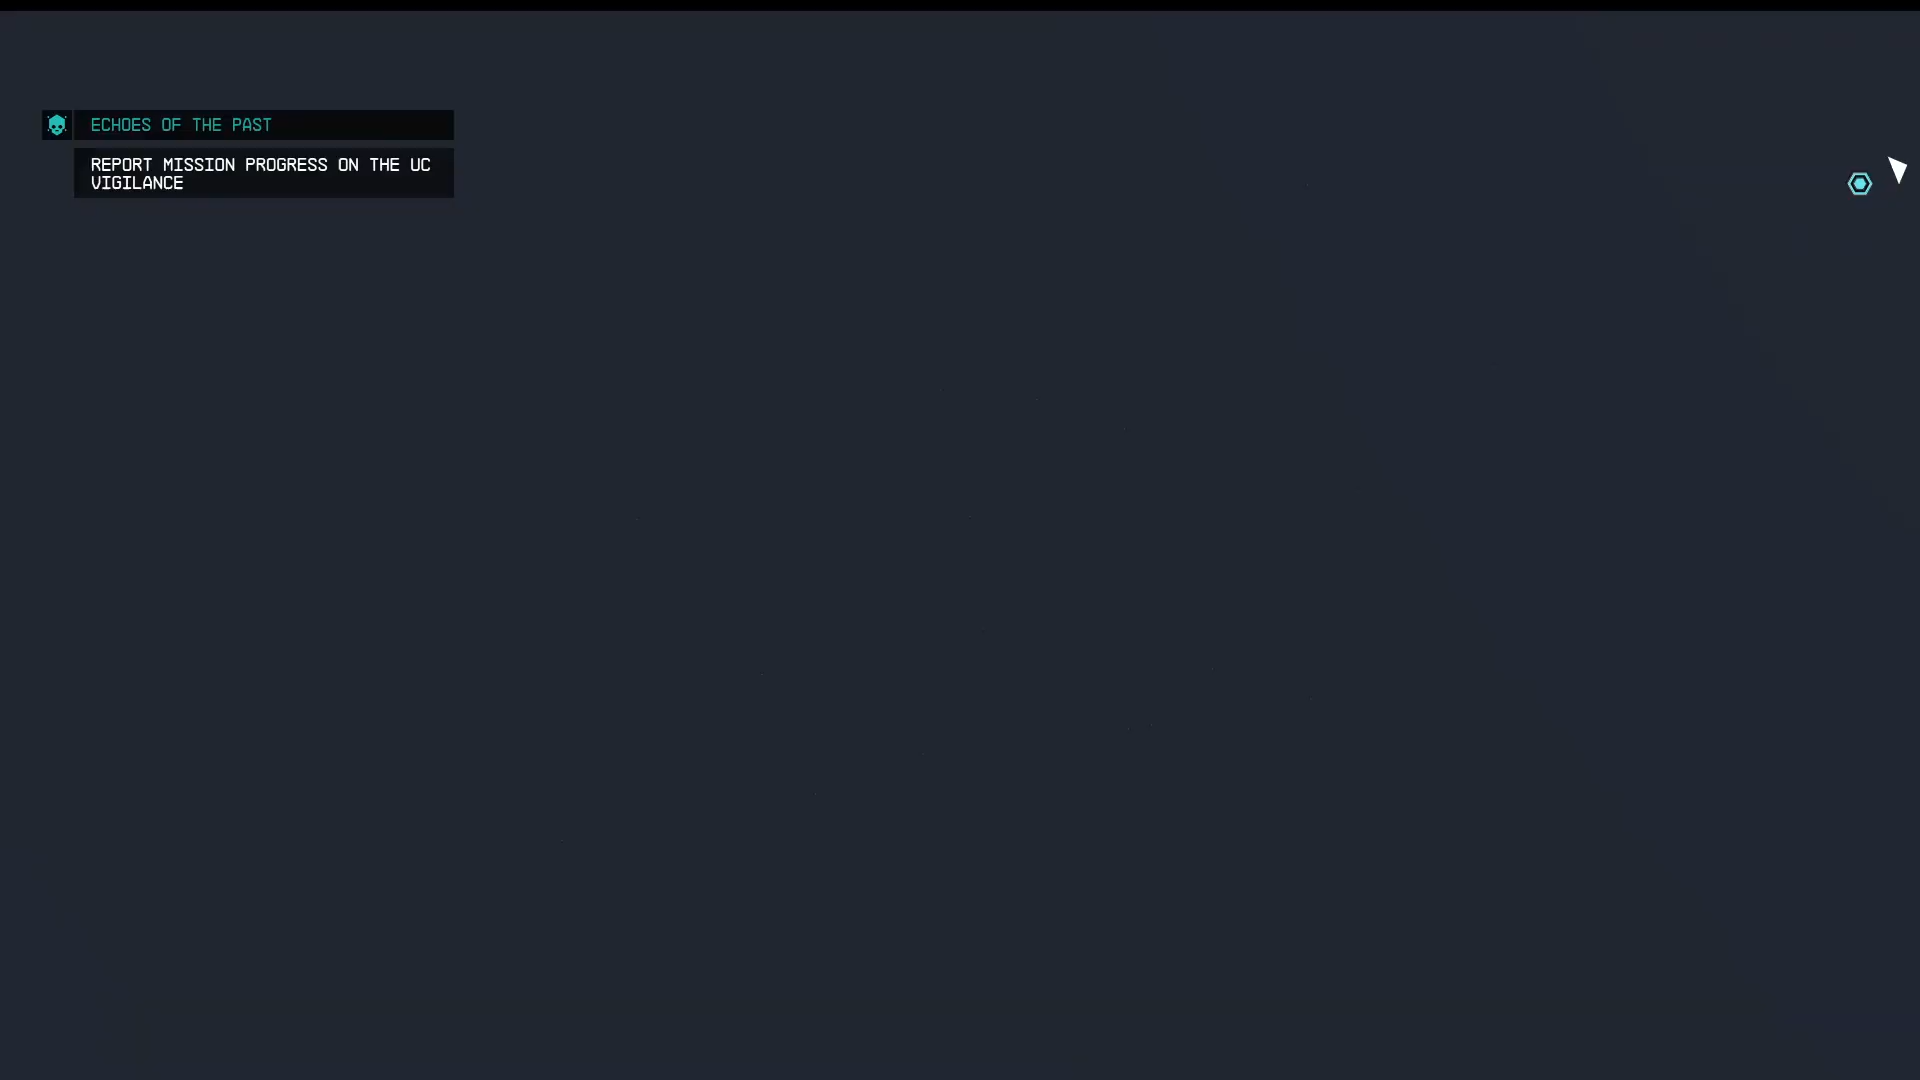 ECHOES OF THE PAST
REPORT MISSION PROGRESS ON THE UC
VIGILANCE